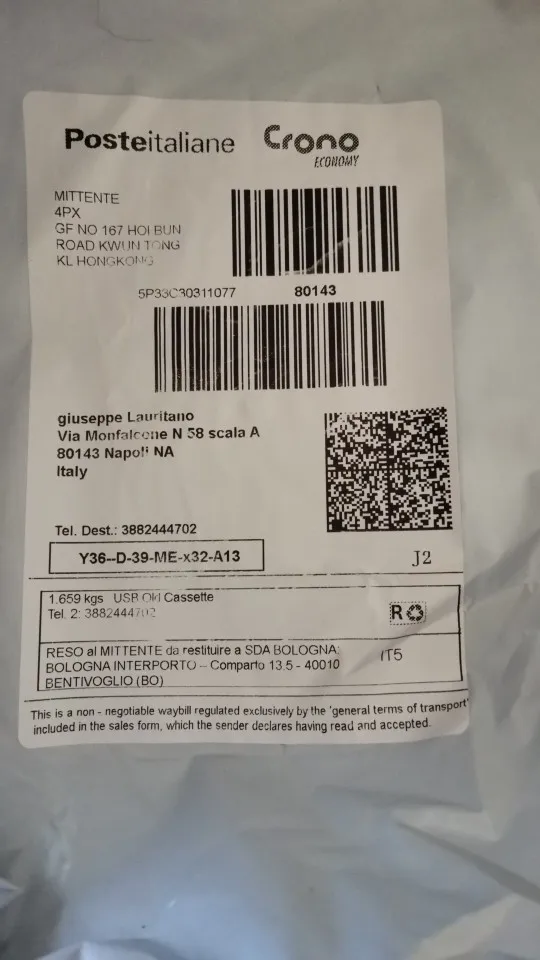 Posteitaliane Crono
ECONOMY
MITTENTE
4PX
GF NO 167 HOI BUN
ROAD KWUN TONG
KL HONGKONG
5P33C30311077 80143
giuseppe Lauritano
Via Monfalcone N 58 scala A
80143 Napoli NA
Italy
Tel. Dest.: 3882444702
Y36--D-39-ME-x32-A13
J2
1.659 kgs USB Old Cassette
Tel. 2: 3882444702
R
RESO al MITTENTE da restituire a SDA BOLOGNA:
BOLOGNA INTERPORTO – Comparto 13.5 - 40010
BENTIVOGLIO (BO)
IT5
This is a non - negotiable waybill regulated exclusively by the 'general terms of transport'
included in the sales form, which the sender declares having read and accepted.